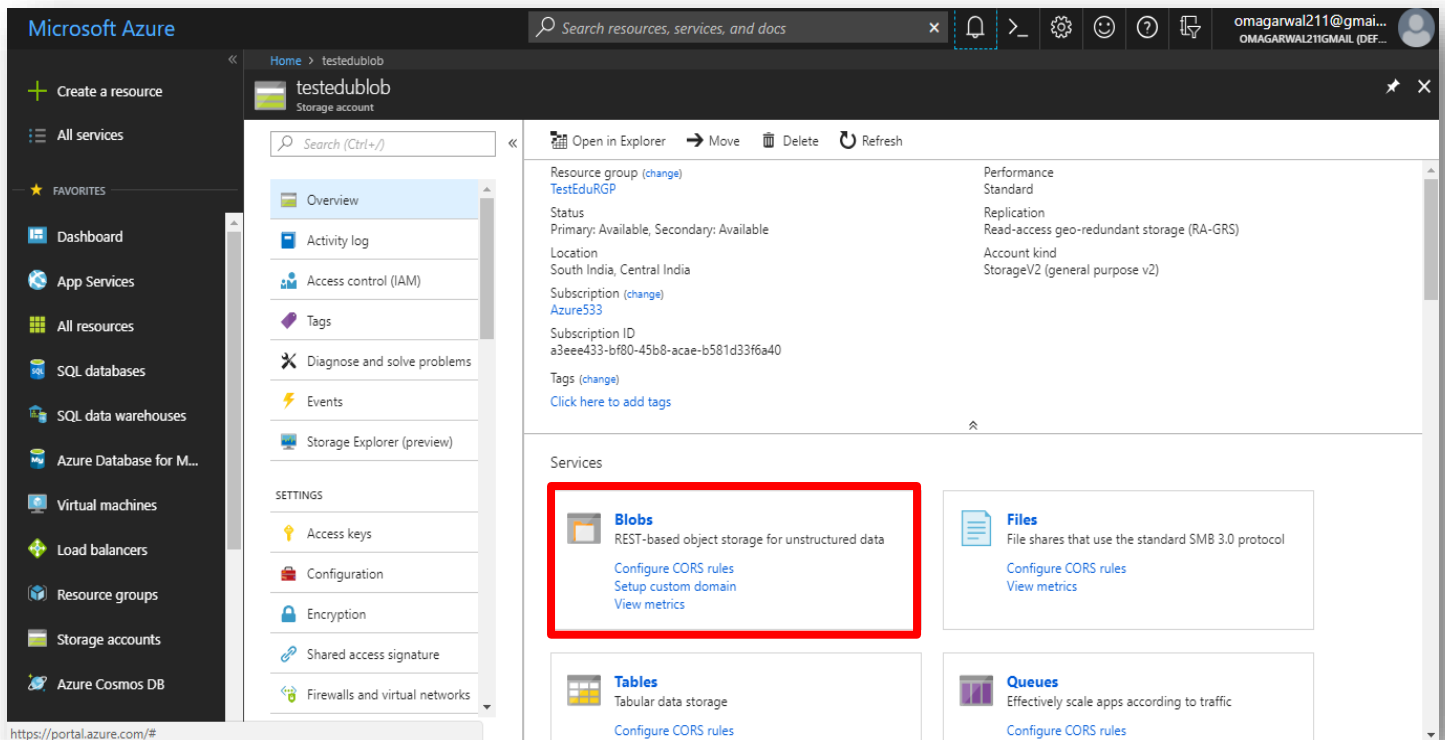 Microsoft Azure
Search resources, services, and docs
omagarwal211@gmai...
OMAGARWAL211GMAIL (DEF...
Create a resource
All services
FAVORITES
Dashboard
App Services
All resources
SQL databases
SQL data warehouses
Azure Database for M...
Virtual machines
Load balancers
Resource groups
Storage accounts
Azure Cosmos DB
https://portal.azure.com/#
Home > testedublob
testedublob
Storage account
Search (Ctrl+/)
Overview
Activity log
Access control (IAM)
Tags
Diagnose and solve problems
Events
Storage Explorer (preview)
SETTINGS
Access keys
Configuration
Encryption
Shared access signature
Firewalls and virtual networks
Open in Explorer Move Delete Refresh
Resource group (change)
TestEduRGP
Status
Primary: Available, Secondary: Available
Location
South India, Central India
Subscription (change)
Azure533
Subscription ID
a3eee433-bf80-45b8-acae-b581d33f6a40
Tags (change)
Click here to add tags
Performance
Standard
Replication
Read-access geo-redundant storage (RA-GRS)
Account kind
StorageV2 (general purpose v2)
Services
Blobs
REST-based object storage for unstructured data
Configure CORS rules
Setup custom domain
View metrics
Files
File shares that use the standard SMB 3.0 protocol
Configure CORS rules
View metrics
Tables
Tabular data storage
Configure CORS rules
Queues
Effectively scale apps according to traffic
Configure CORS rules